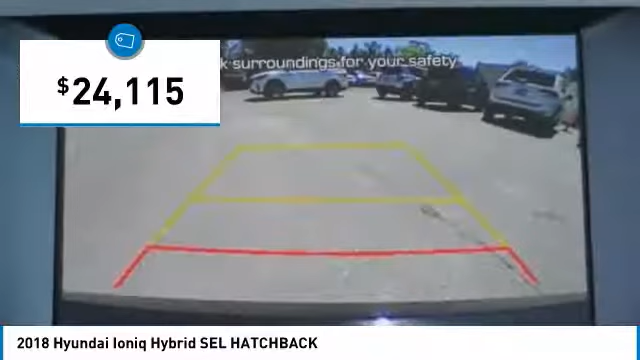 k surroundings for your safety
$24,115
2018 Hyundai Ioniq Hybrid SEL HATCHBACK